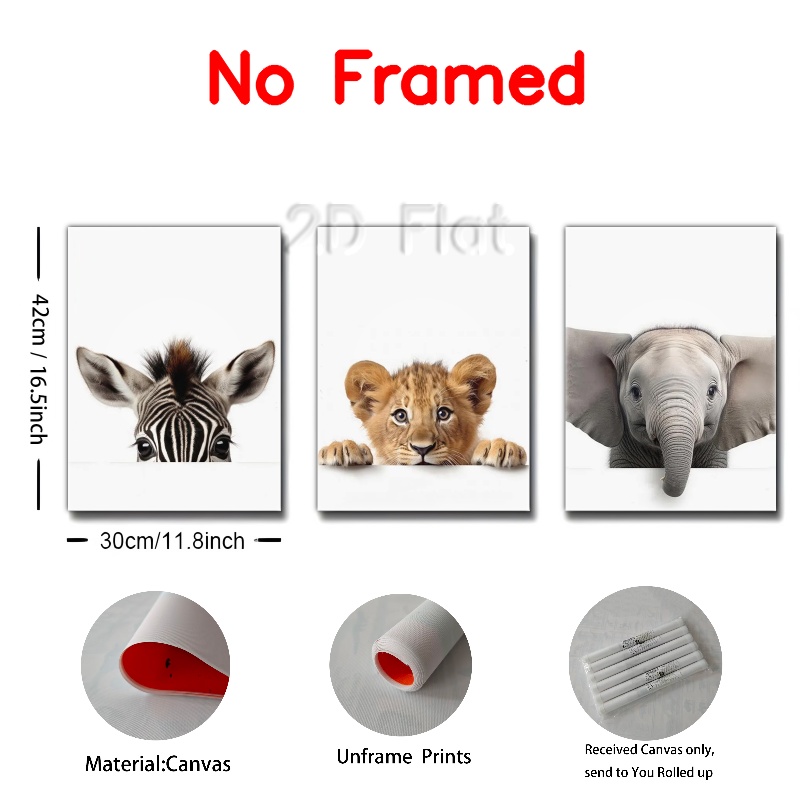 No Framed
2D Flat
42cm / 16.5inch
30cm/11.8inch
Material:Canvas
Unframe Prints
Received Canvas only,
send to You Rolled up